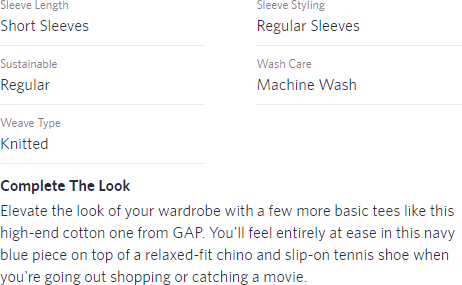 Sleeve Length
Short Sleeves
Sleeve Styling
Regular Sleeves
Sustainable
Regular
Wash Care
Machine Wash
Weave Type
Knitted
Complete The Look
Elevate the look of your wardrobe with a few more basic tees like this
high-end cotton one from GAP. You'll feel entirely at ease in this navy
blue piece on top of a relaxed-fit chino and slip-on tennis shoe when
you're going out shopping or catching a movie.